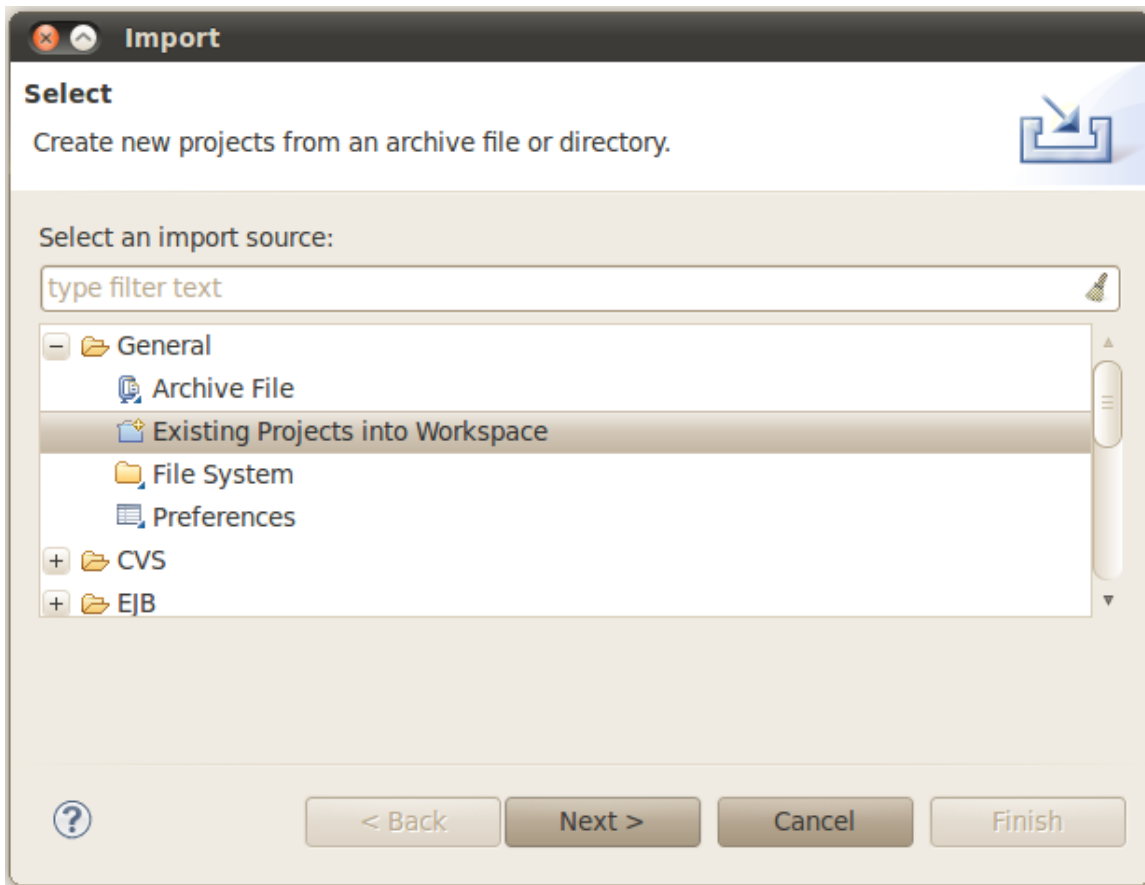 Import
Select
Create new projects from an archive file or directory.
Select an import source:
type filter text
General
Archive File
Existing Projects into Workspace
File System
Preferences
CVS
EJB
< Back Next > Cancel Finish